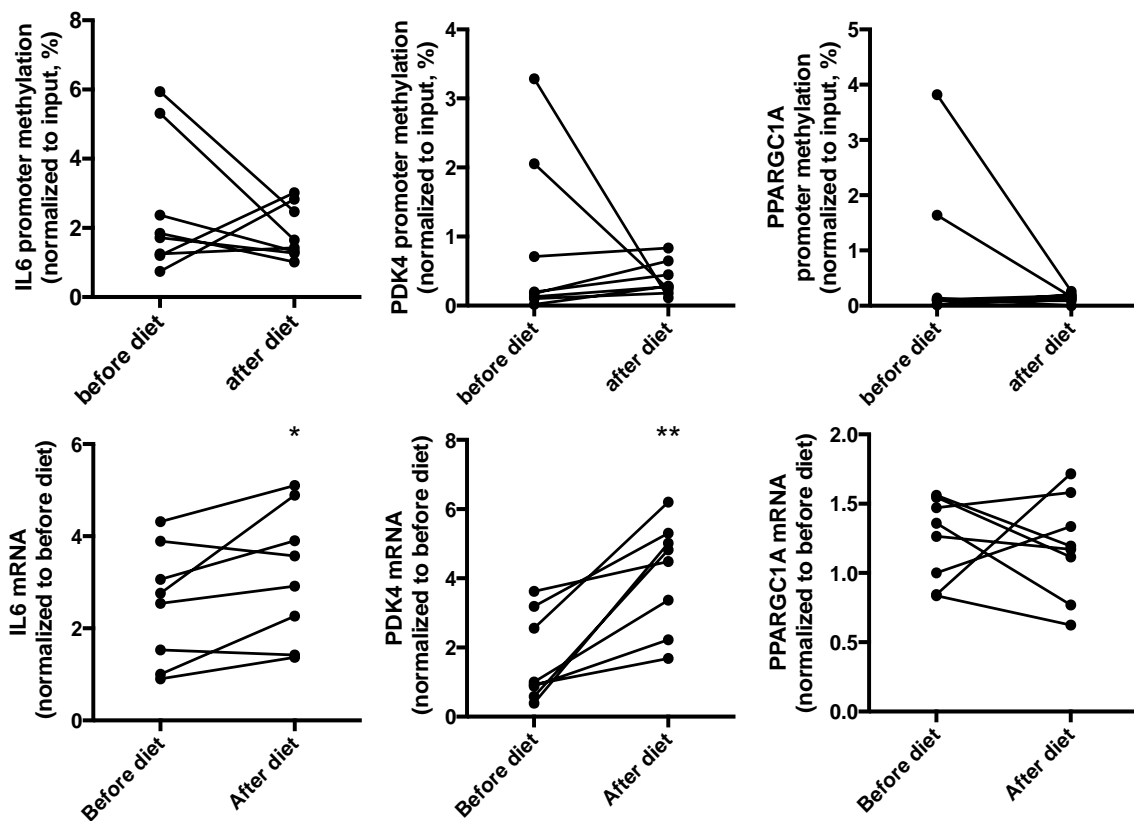 IL6 promoter methylation
(normalized to input, %)
8
6
4
2
0
before diet
after diet
PDK4 promoter methylation
(normalized to input, %)
4
3
2
1
0
before diet
after diet
PPARGC1A
promoter methylation
(normalized to input, %)
5
4
3
2
1
0
before diet
after diet
IL6 mRNA
(normalized to before diet)
6
4
2
0
*
Before diet
After diet
PDK4 mRNA
(normalized to before diet)
8
6
4
2
0
**
Before diet
After diet
PPARGC1A mRNA
(normalized to before diet)
2.0
1.5
1.0
0.5
0.0
Before diet
After diet